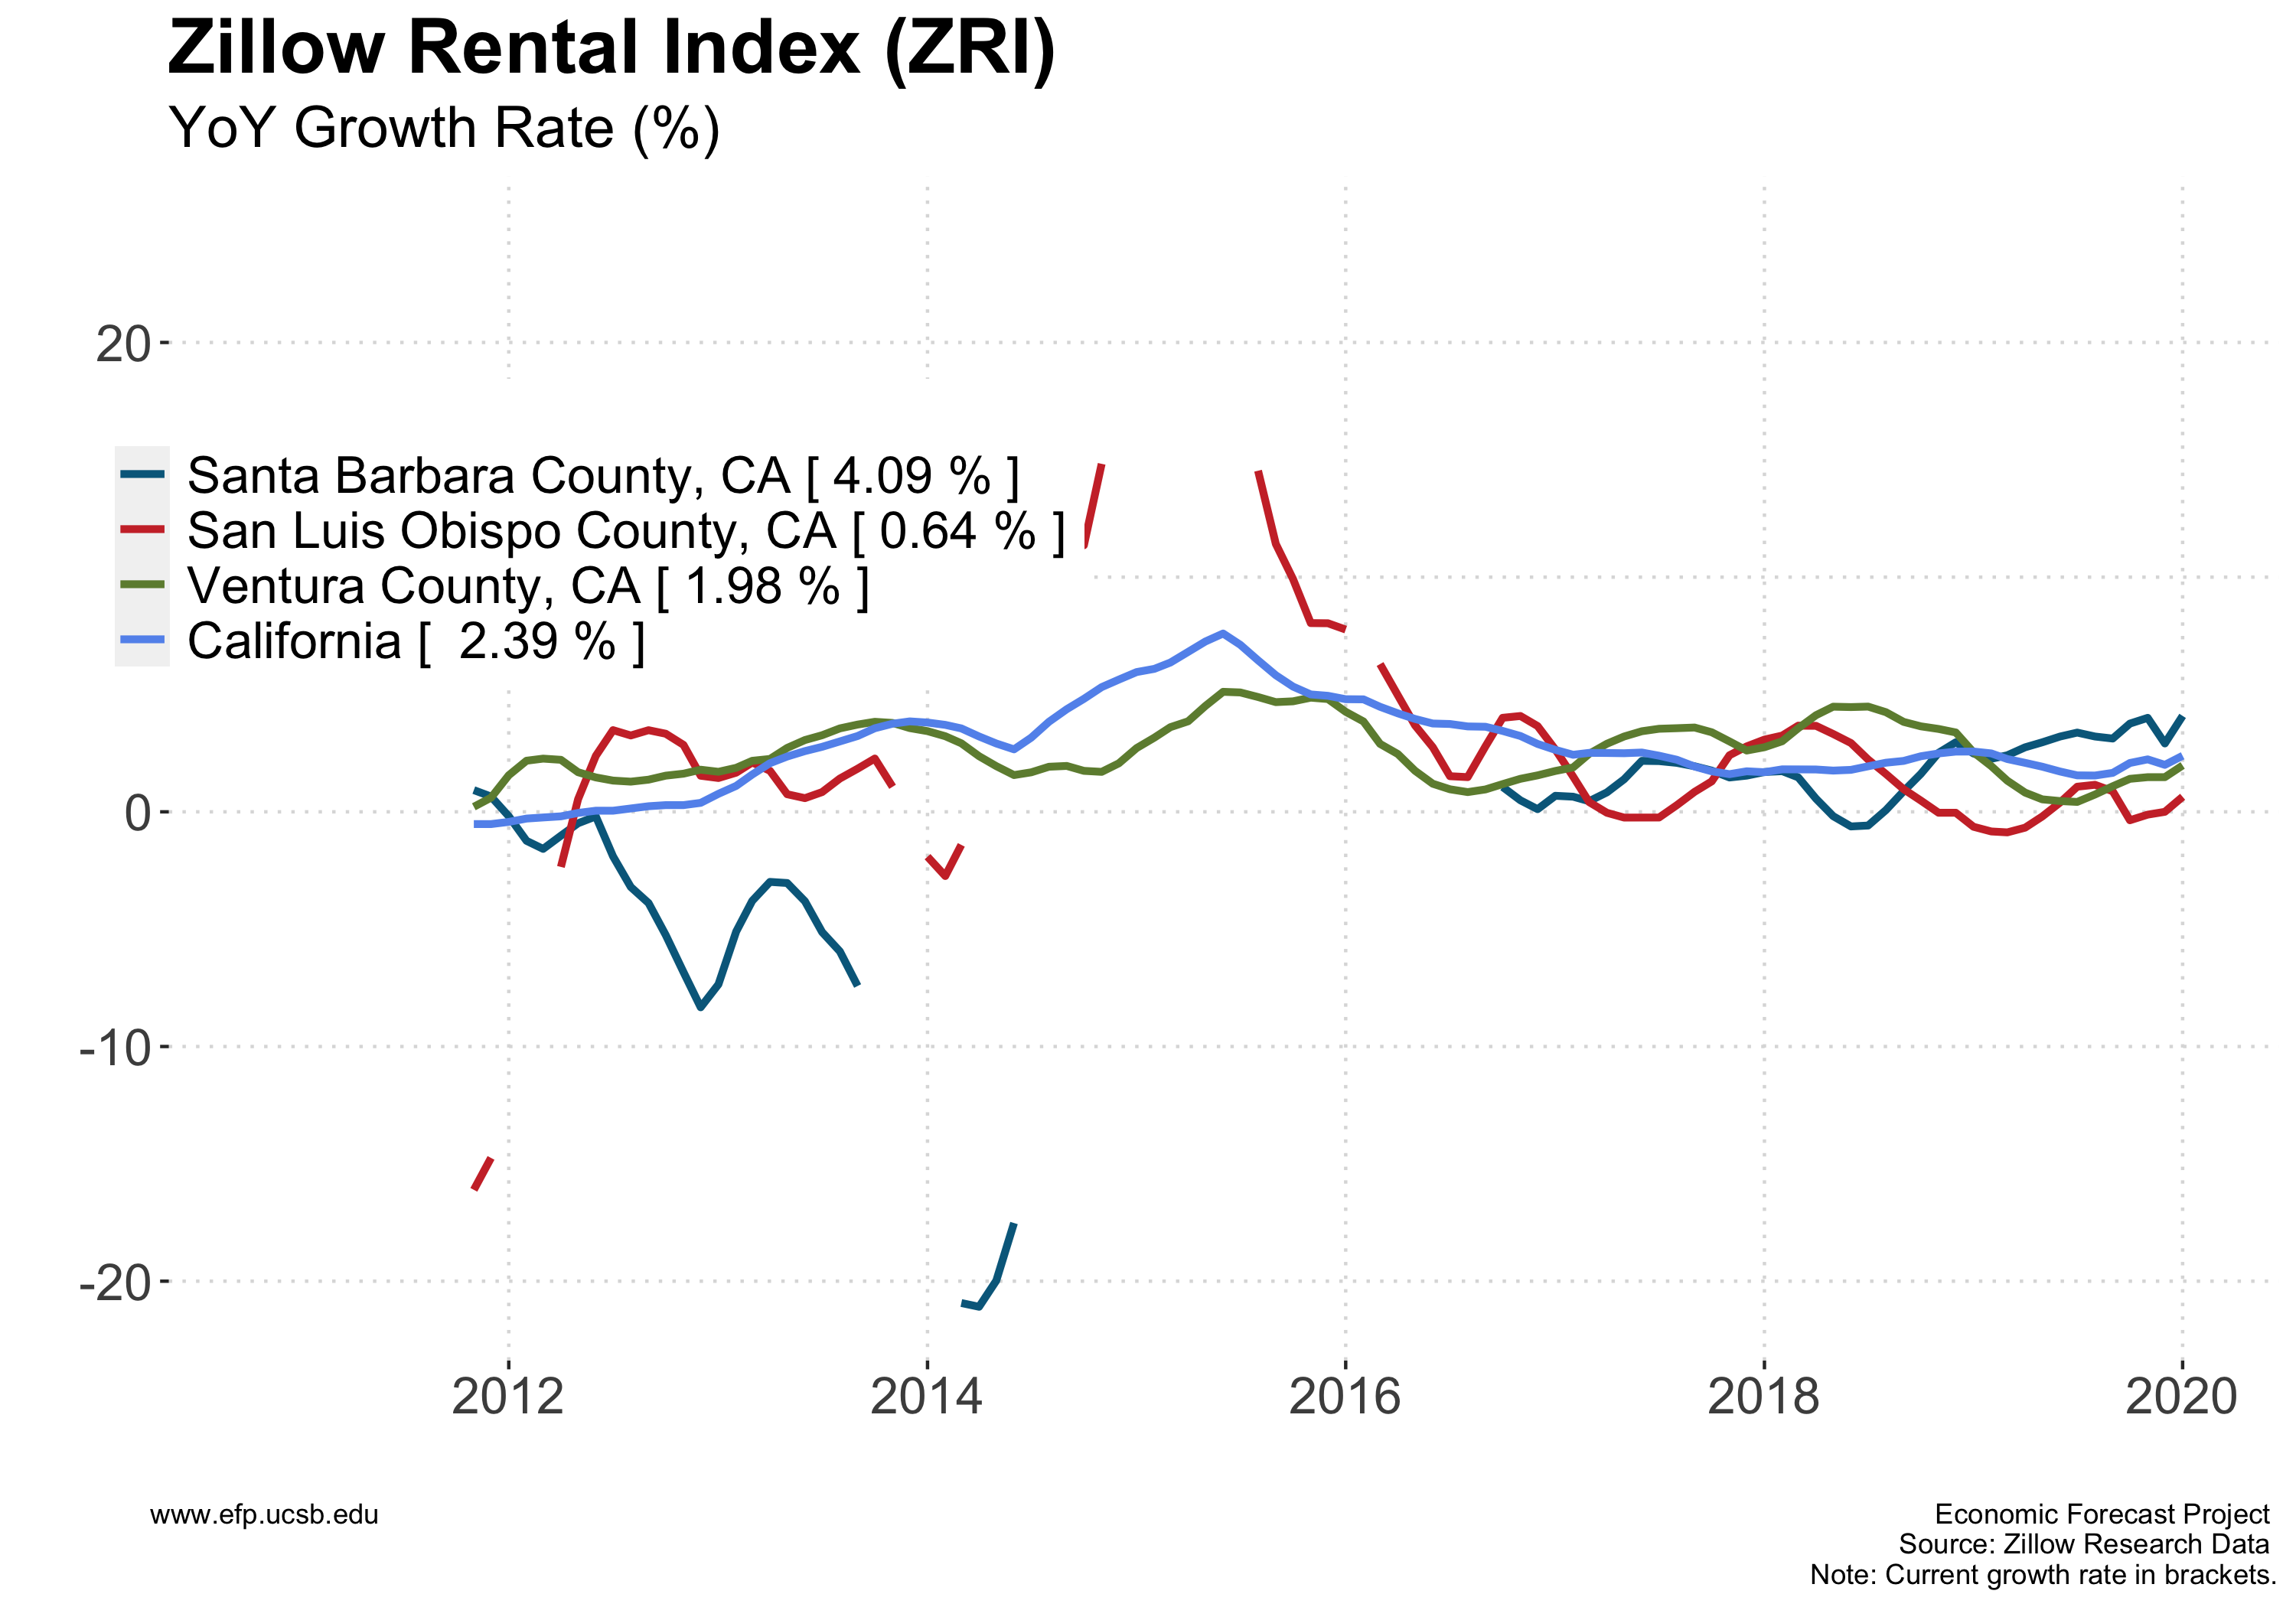 Zillow Rental Index (ZRI)
YoY Growth Rate (%)
20
Santa Barbara County, CA [ 4.09 % ]
San Luis Obispo County, CA [ 0.64 % ]
Ventura County, CA [ 1.98 % ]
California [  2.39 % ]
0
-10
-20
2012 2014 2016 2018 2020
www.efp.ucsb.edu
Economic Forecast Project
Source: Zillow Research Data
Note: Current growth rate in brackets.